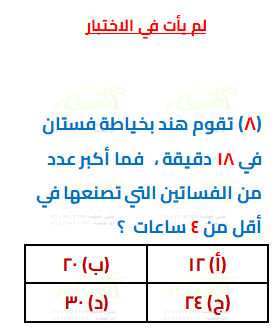 لم يأت في الاختبار
(٨) تقوم هند بخياطة فستان
في ١٨ دقيقة ، فما أكبر عدد
من الفساتين التي تصنعها في
أقل من ٤ ساعات ؟
(أ) ١٢ (ب) ٢٠
(ج) ٢٤ (د) ٣٠